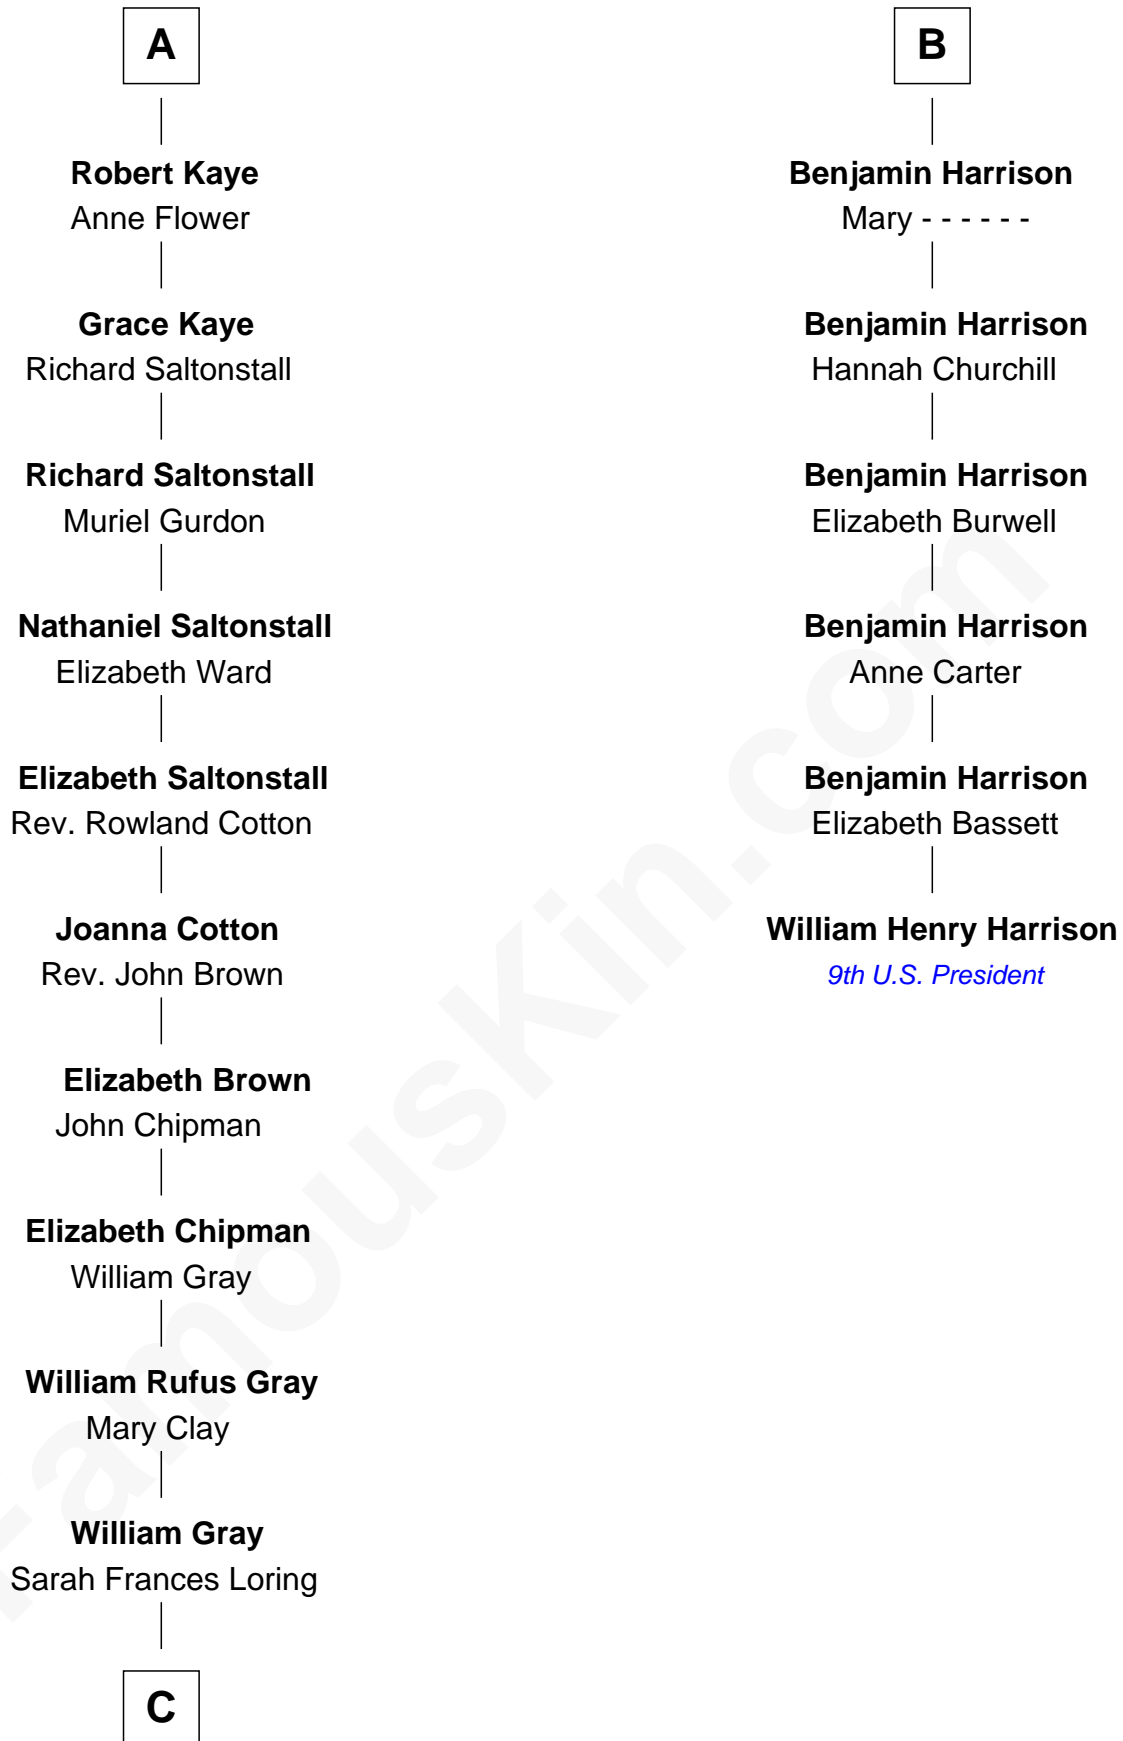 A
Robert Kaye
Anne Flower
Grace Kaye
Richard Saltonstall
Richard Saltonstall
Muriel Gurdon
Nathaniel Saltonstall
Elizabeth Ward
Elizabeth Saltonstall
Rev. Rowland Cotton
Joanna Cotton
Rev. John Brown
Elizabeth Brown
John Chipman
Elizabeth Chipman
William Gray
William Rufus Gray
Mary Clay
William Gray
Sarah Frances Loring
C
B
Benjamin Harrison
Mary - - - - - -
Benjamin Harrison
Hannah Churchill
Benjamin Harrison
Elizabeth Burwell
Benjamin Harrison
Anne Carter
Benjamin Harrison
Elizabeth Bassett
William Henry Harrison
9th U.S. President
FamousKin.com